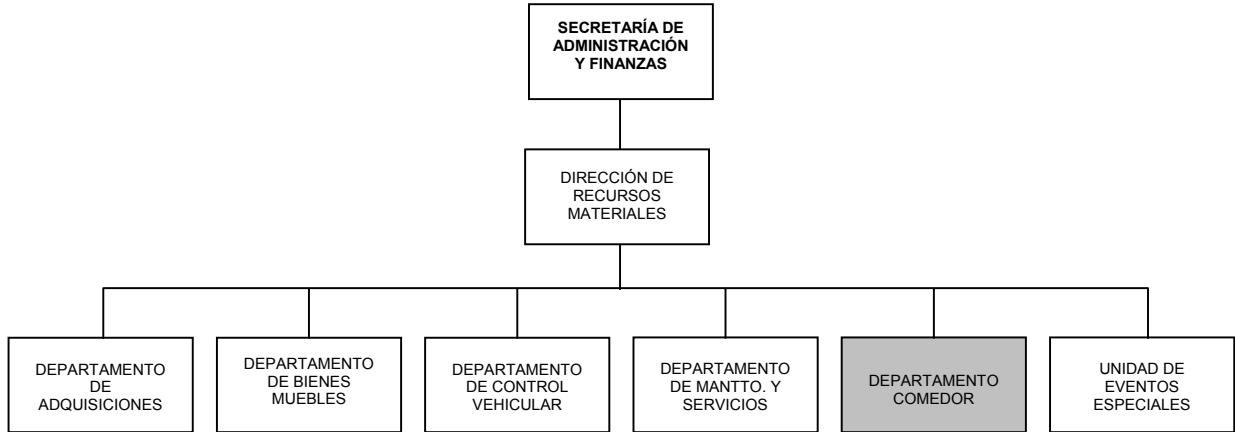 SECRETARÍA DE
ADMINISTRACIÓN
Y FINANZAS
DIRECCIÓN DE
RECURSOS
MATERIALES
DEPARTAMENTO
DE
ADQUISICIONES
DEPARTAMENTO
DE BIENES
MUEBLES
DEPARTAMENTO
DE CONTROL
VEHICULAR
DEPARTAMENTO
DE MANTTO. Y
SERVICIOS
DEPARTAMENTO
COMEDOR
UNIDAD DE
EVENTOS
ESPECIALES